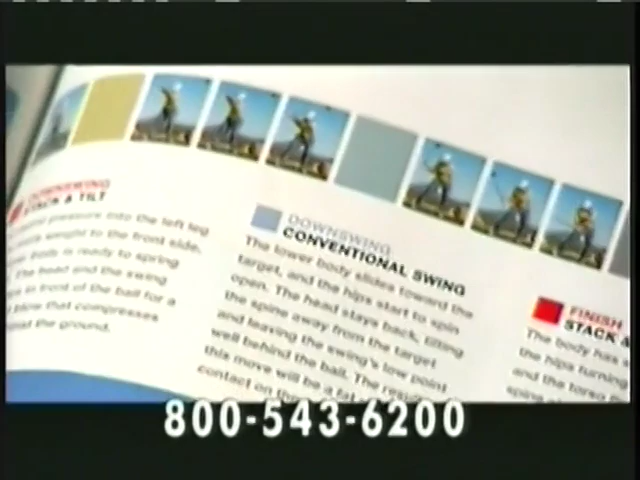 DOWNSWING
STACK & TILT
pressure into the left leg
weight to the front side.
is ready to spring
The head and the swing
in front of the ball for a
that compresses
the ground.
DOWNSWING
CONVENTIONAL SWING
The lower body slides toward the
target, and the hips start to spin
open. The head stays back, tilting
the spine away from the target
and leaving the swing's low point
well behind the ball. The result
this move will be a fat
contact on the
FINISH
STACK &
The body has
the hips turning
and the torso
spine
800-543-6200